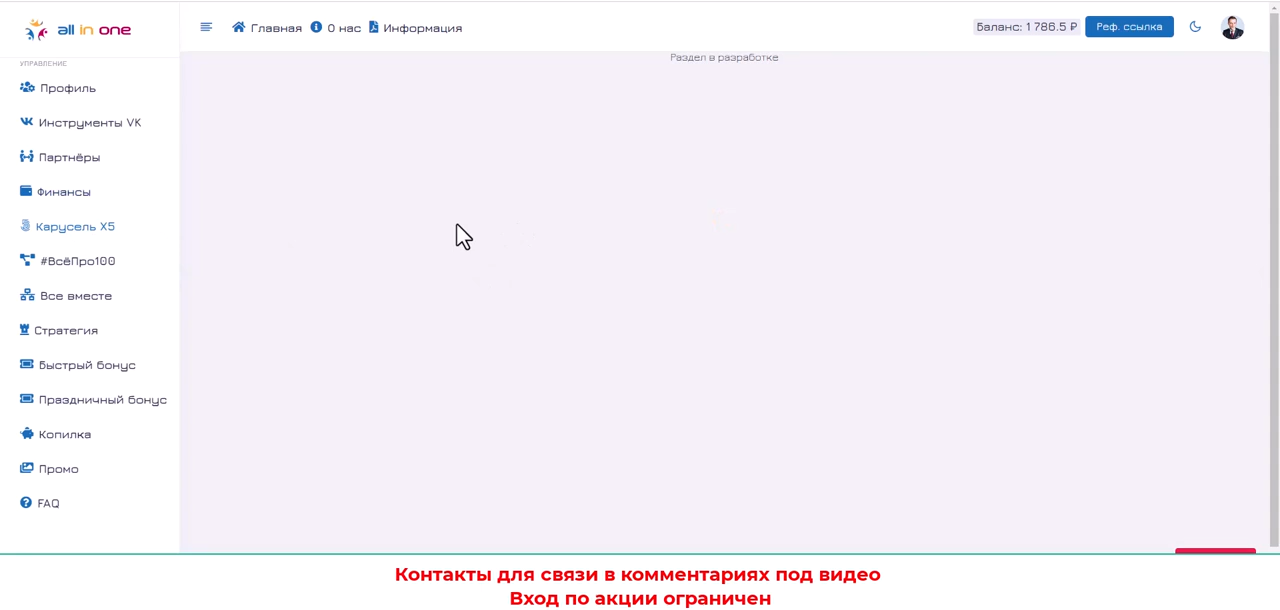 all in one
Главная О нас Информация
Баланс: 1 786.5 ₽ Реф. ссылка
УПРАВЛЕНИЕ
Профиль
Инструменты VK
Партнёры
Финансы
Карусель X5
#ВсёПро100
Все вместе
Стратегия
Быстрый бонус
Праздничный бонус
Копилка
Промо
FAQ
Раздел в разработке
Контакты для связи в комментариях под видео
Вход по акции ограничен